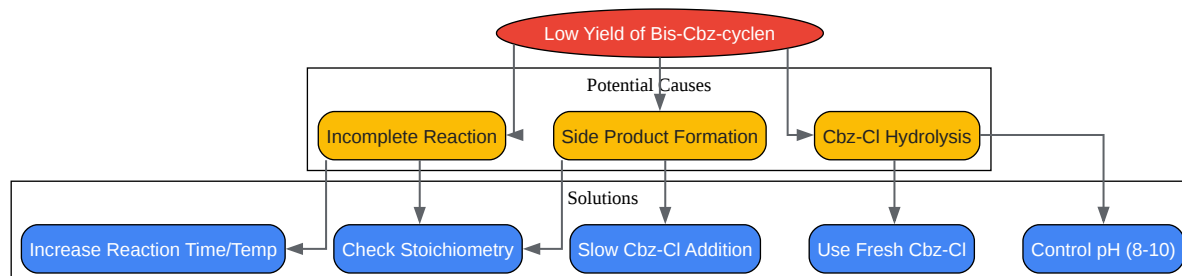 Low Yield of Bis-Cbz-cyclen
Potential Causes
Incomplete Reaction
Side Product Formation
Cbz-Cl Hydrolysis
Solutions
Increase Reaction Time/Temp
Check Stoichiometry
Slow Cbz-Cl Addition
Use Fresh Cbz-Cl
Control pH (8-10)